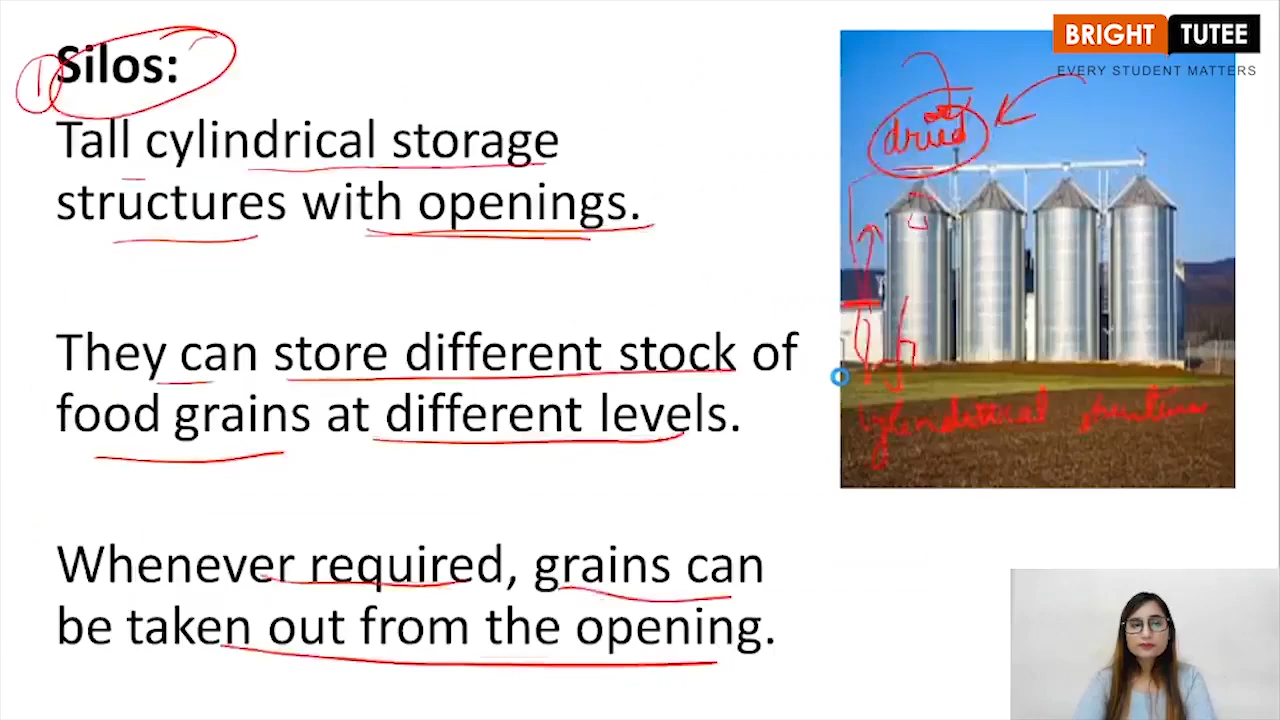 BRIGHT TUTEE
EVERY STUDENT MATTERS
1
Silos:
Tall cylindrical storage
structures with openings.
They can store different stock of
food grains at different levels.
Whenever required, grains can
be taken out from the opening.
dried